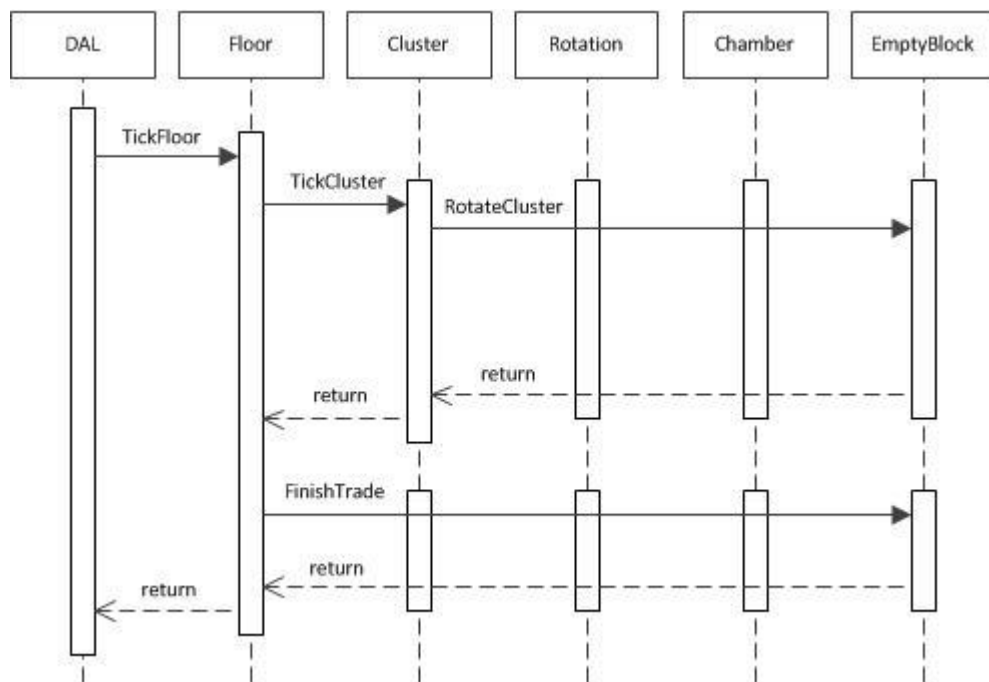 DAL
Floor
Cluster
Rotation
Chamber
EmptyBlock
TickFloor
TickCluster
RotateCluster
return
return
FinishTrade
return
return